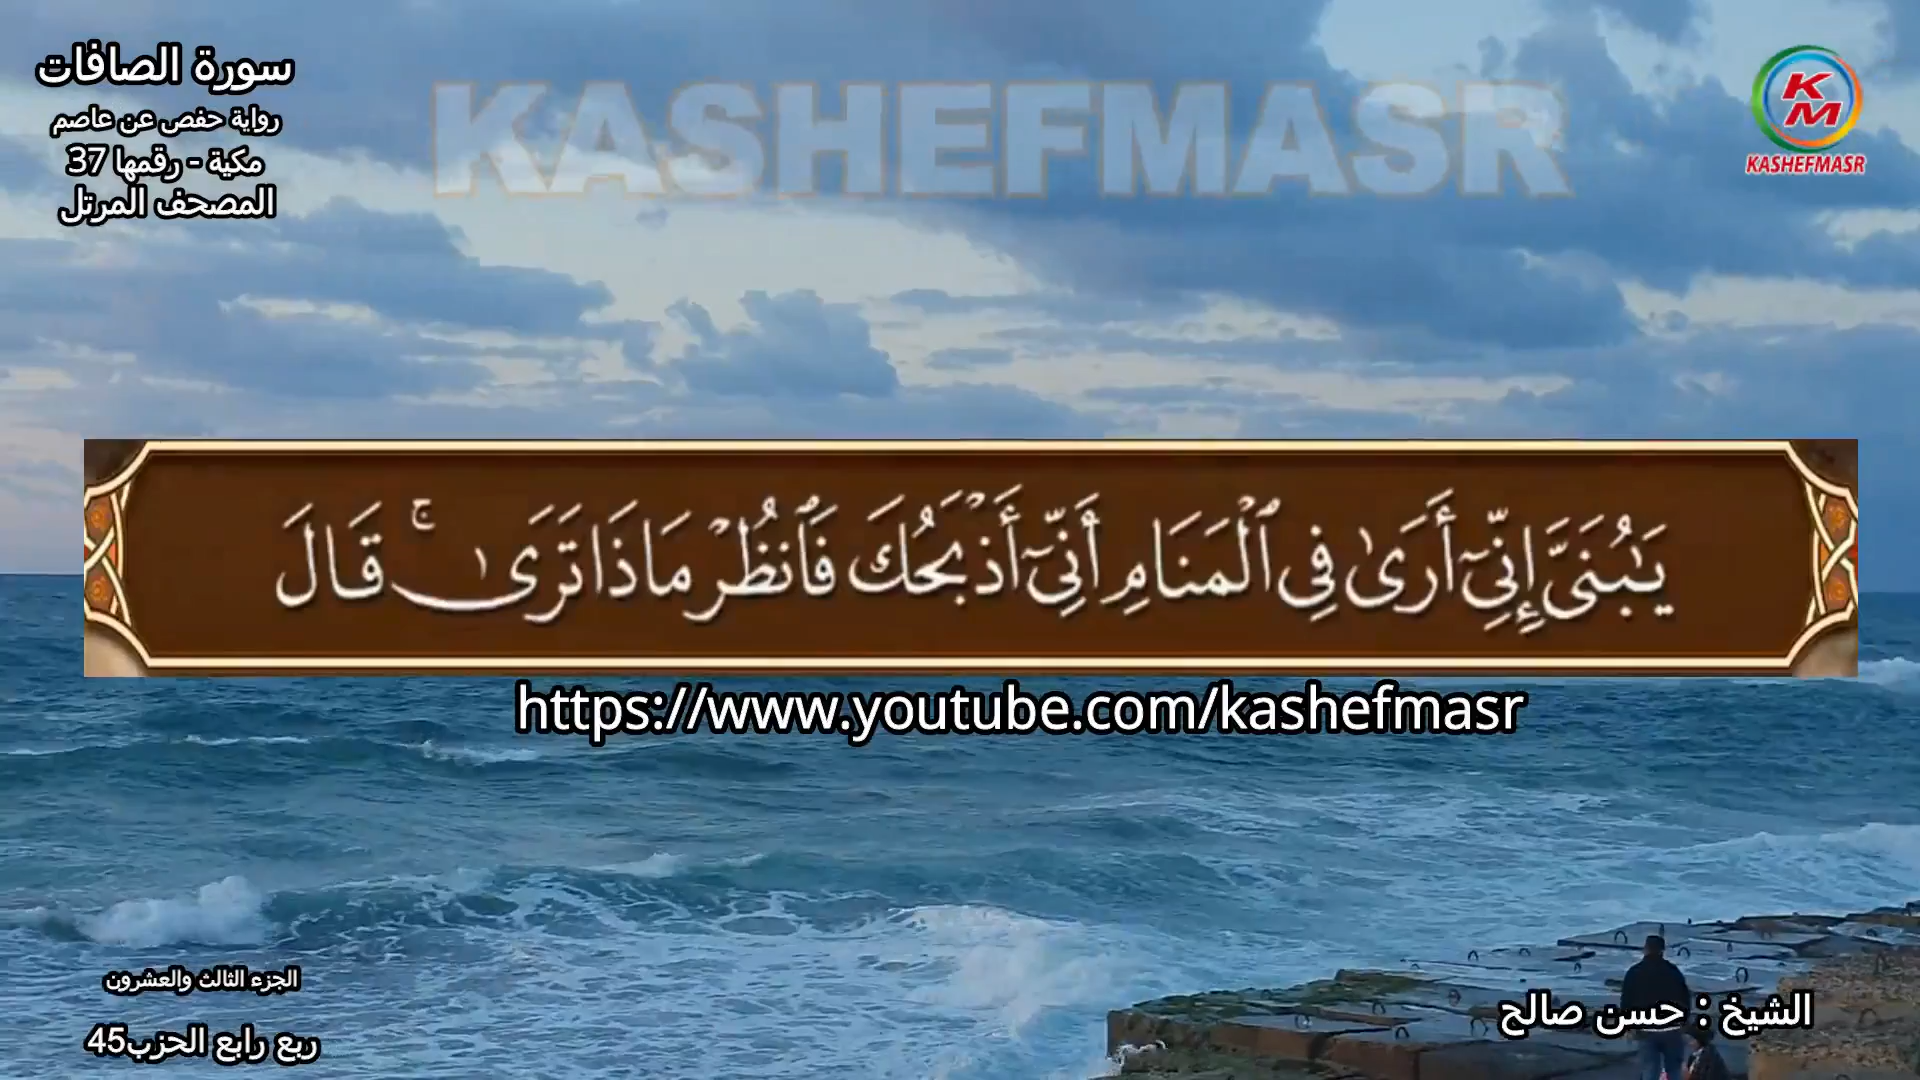 سورة الصافات
رواية حفص عن عاصم
مكية - رقمها 37
المصحف المرتل
KASHEFMASR
KM
KASHEFMASR
يَٰبُنَىَّ إِنِّىٓ أَرَىٰ فِى ٱلْمَنَامِ أَنِّىٓ أَذْبَحُكَ فَٱنظُرْ مَاذَا تَرَىٰ ۚ قَالَ
https://www.youtube.com/kashefmasr
الجزء الثالث والعشرون
ربع رابع الحزب45
الشيخ : حسن صالح